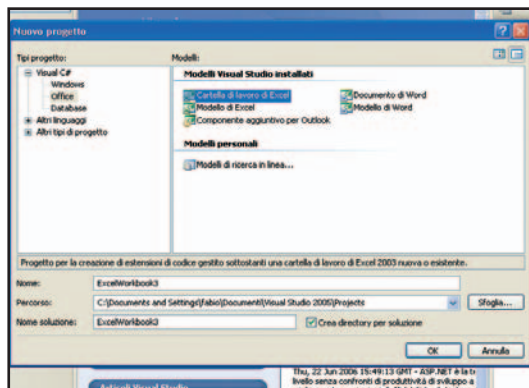 Nuovo progetto
Tipi progetto:
Modelli:
Visual C#
Windows
Office
Database
Altri linguaggi
Altri tipi di progetto
Modelli Visual Studio installati
Cartella di lavoro di Excel
Documento di Word
Modello di Excel
Modello di Word
Componente aggiuntivo per Outlook
Modelli personali
Modelli di ricerca in linea...
Progetto per la creazione di estensioni di codice gestito sottostanti una cartella di lavoro di Excel 2003 nuova o esistente.
Nome:
ExcelWorkbook3
Percorso:
C:\Documents and Settings\fabio\Documenti\Visual Studio 2005\Projects
Sfoglia...
Nome soluzione:
ExcelWorkbook3
Crea directory per soluzione
OK
Annulla
Thu, 22 Jun 2006 15:49:13 GMT - ASP.NET è la
livello senza confronti di produttività di sviluppo a
Articoli Visual Studio